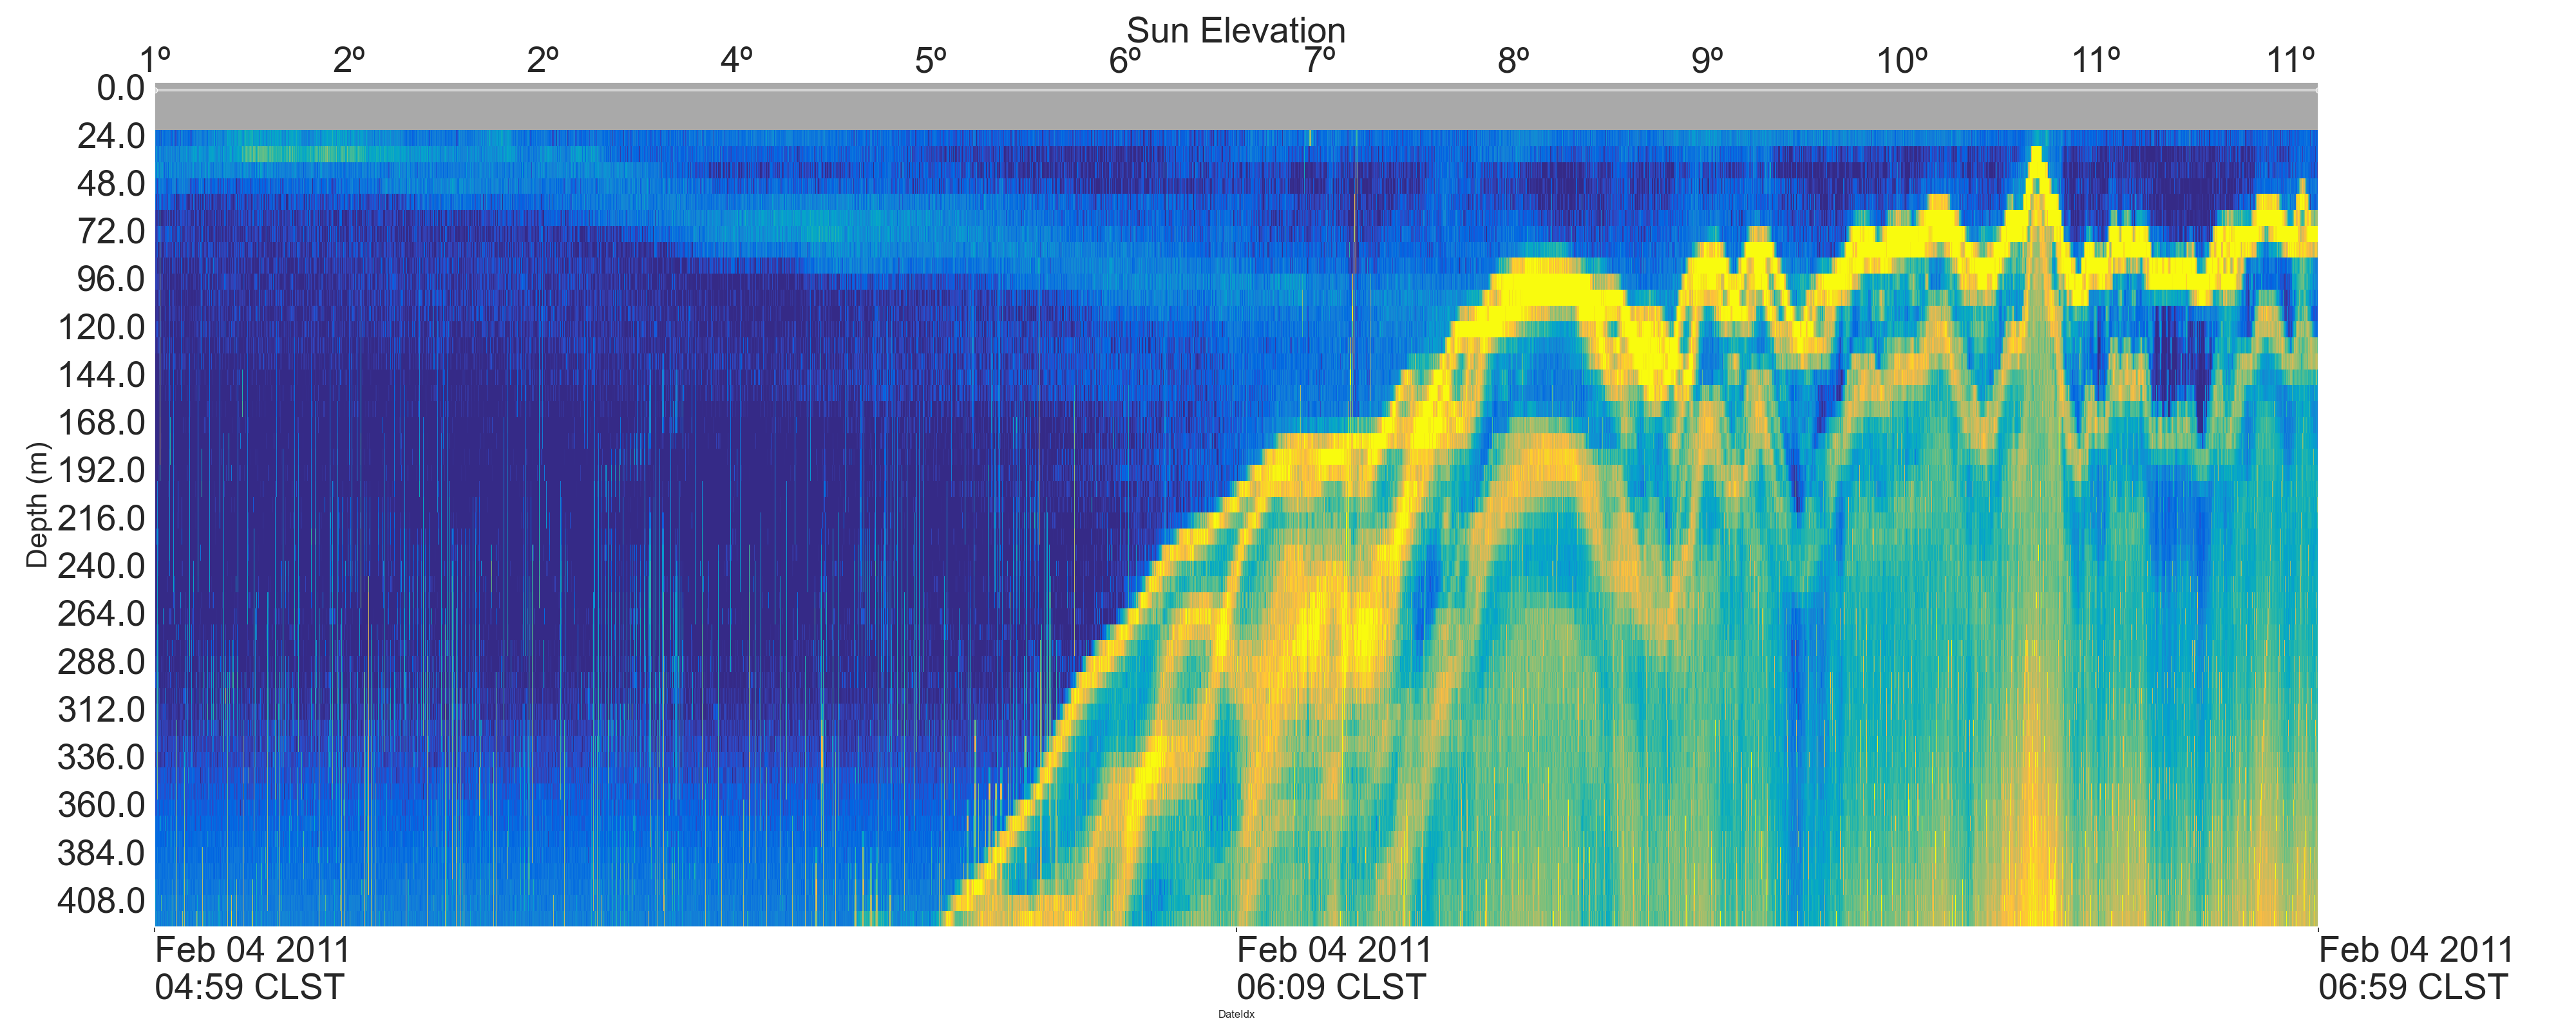 Sun Elevation
1º 2º 2º 4º 5º 6º 7º 8º 9º 10º 11º 11º
0.0
24.0
48.0
72.0
96.0
120.0
144.0
168.0
192.0
216.0
240.0
264.0
288.0
312.0
336.0
360.0
384.0
408.0
Depth (m)
Feb 04 2011
04:59 CLST
Feb 04 2011
06:09 CLST
Feb 04 2011
06:59 CLST
DateIdx